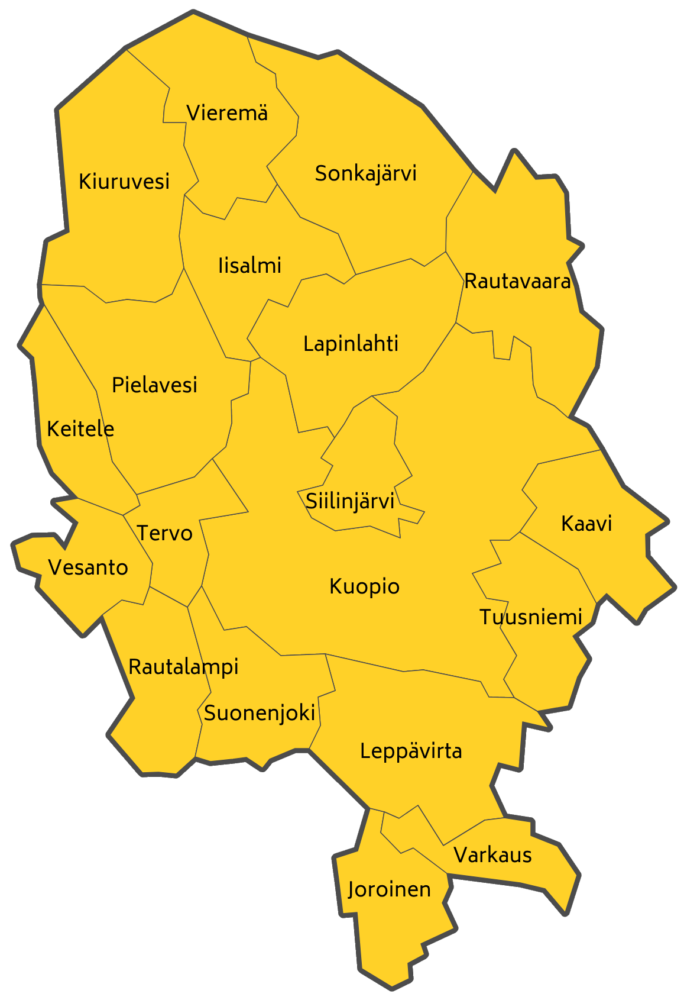 Vieremä
Sonkajärvi
Kiuruvesi
Iisalmi
Rautavaara
Lapinlahti
Pielavesi
Keitele
Siilinjärvi
Kaavi
Tervo
Vesanto
Kuopio
Tuusniemi
Rautalampi
Suonenjoki
Leppävirta
Varkaus
Joroinen